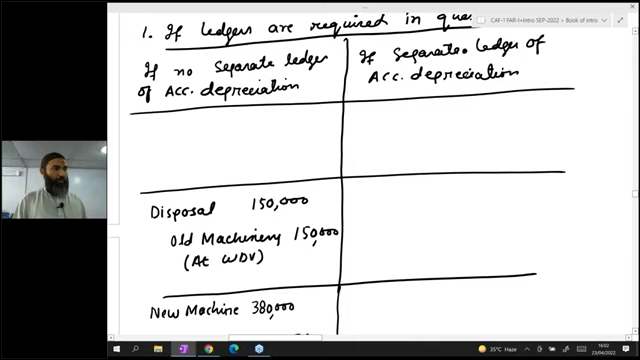 1. If ledgers are required in ques
If no separate ledger
of Acc. depreciation
If separate ledger of
Acc. depreciation
Disposal 150,000
Old Machinery 150,000
(At WDV)
New Machine 380,000
CAF-1 FAR-I+Intro SEP-2022 > Book of intro
35°C Haze
16:02
23/04/2022